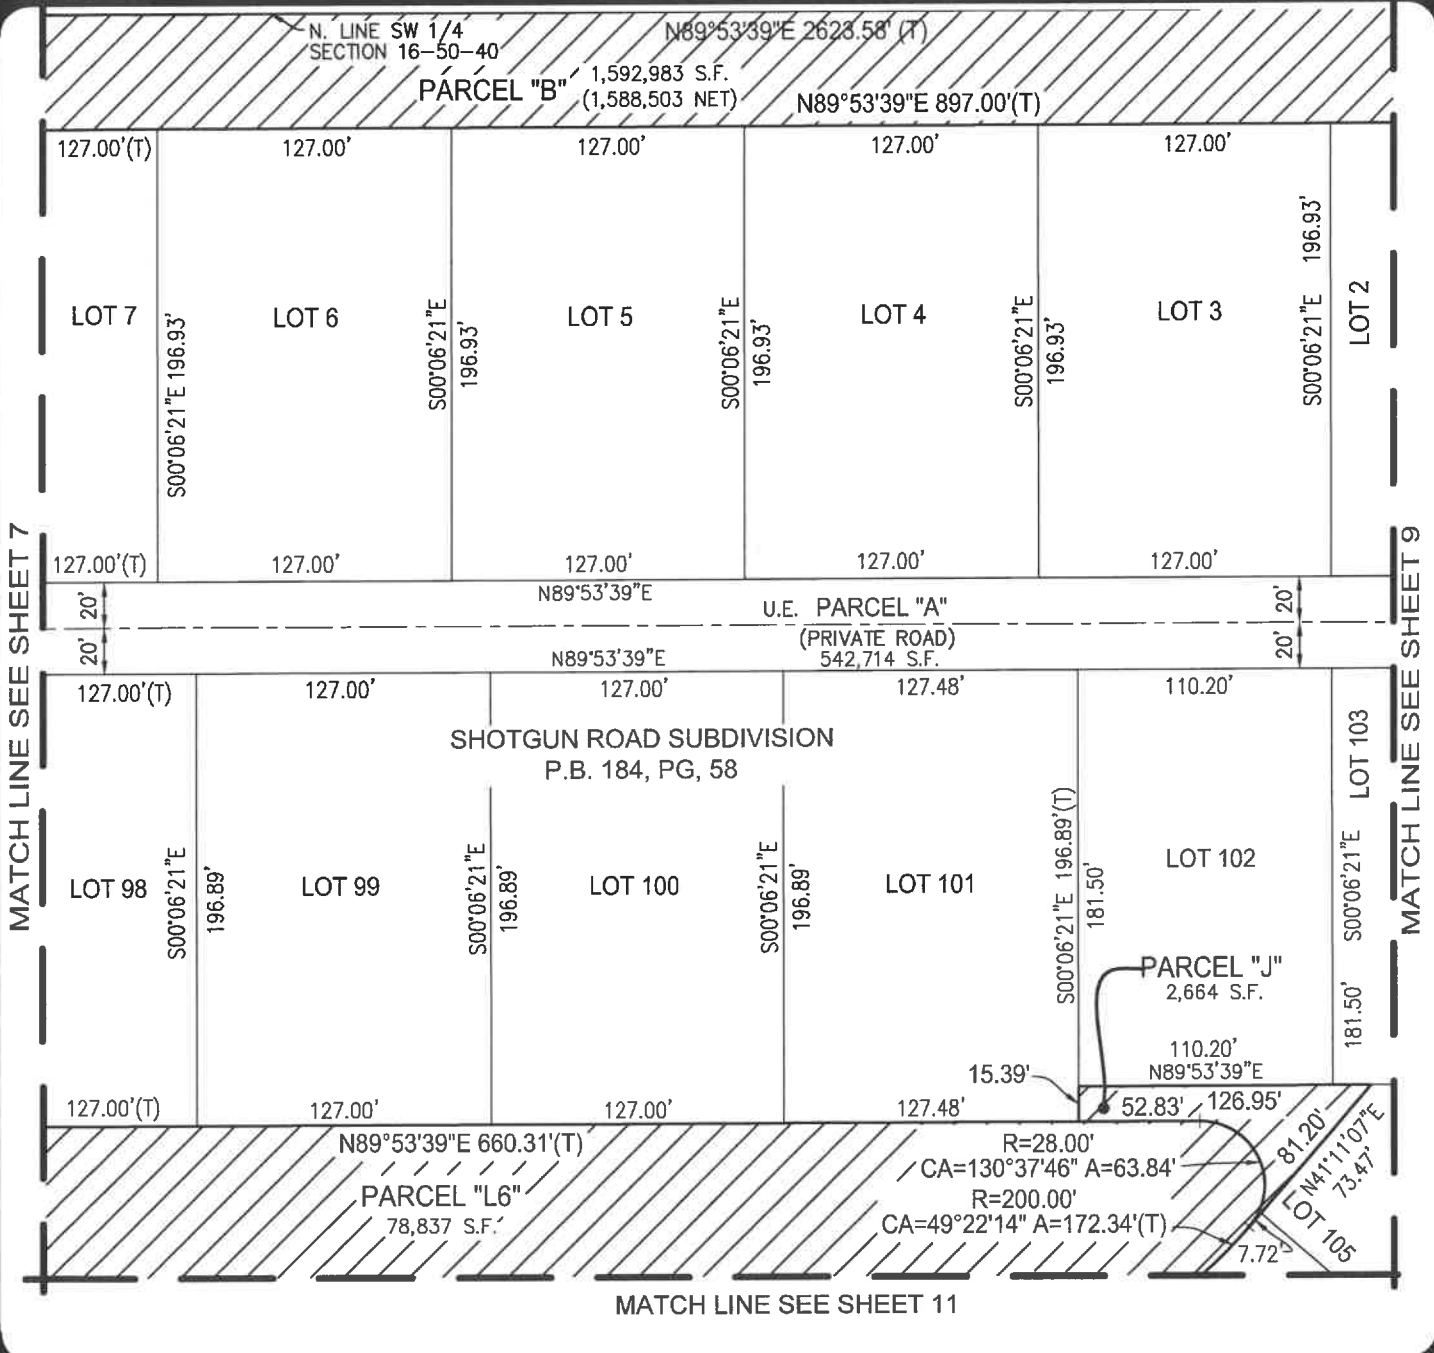 N. LINE SW 1/4
SECTION 16-50-40
N89°53'39"E 2623.58' (T)
PARCEL "B"
1,592,983 S.F.
(1,588,503 NET)
N89°53'39"E 897.00'(T)
127.00'(T)
127.00'
127.00'
127.00'
127.00'
LOT 7
S00°06'21"E 196.93'
LOT 6
S00°06'21"E
196.93'
LOT 5
S00°06'21"E
196.93'
LOT 4
S00°06'21"E
196.93'
LOT 3
S00°06'21"E 196.93'
LOT 2
127.00'(T)
127.00'
127.00'
127.00'
127.00'
MATCH LINE SEE SHEET 7
MATCH LINE SEE SHEET 9
N89°53'39"E
20'
20'
U.E. PARCEL "A"
(PRIVATE ROAD)
542,714 S.F.
20'
20'
N89°53'39"E
127.00'(T)
127.00'
127.00'
127.48'
110.20'
SHOTGUN ROAD SUBDIVISION
P.B. 184, PG, 58
LOT 98
S00°06'21"E
196.89'
LOT 99
S00°06'21"E
196.89'
LOT 100
S00°06'21"E
196.89'
LOT 101
S00°06'21"E 196.89'(T)
181.50'
LOT 102
LOT 103
S00°06'21"E
181.50'
PARCEL "J"
2,664 S.F.
110.20'
N89°53'39"E
15.39'
52.83'
126.95'
127.00'(T)
127.00'
127.00'
127.48'
N89°53'39"E 660.31'(T)
R=28.00'
CA=130°37'46" A=63.84'
R=200.00'
CA=49°22'14" A=172.34'(T)
81.20'
N41°11'07"E
73.47'
LOT 105
7.72'
PARCEL "L6"
78,837 S.F.
MATCH LINE SEE SHEET 11